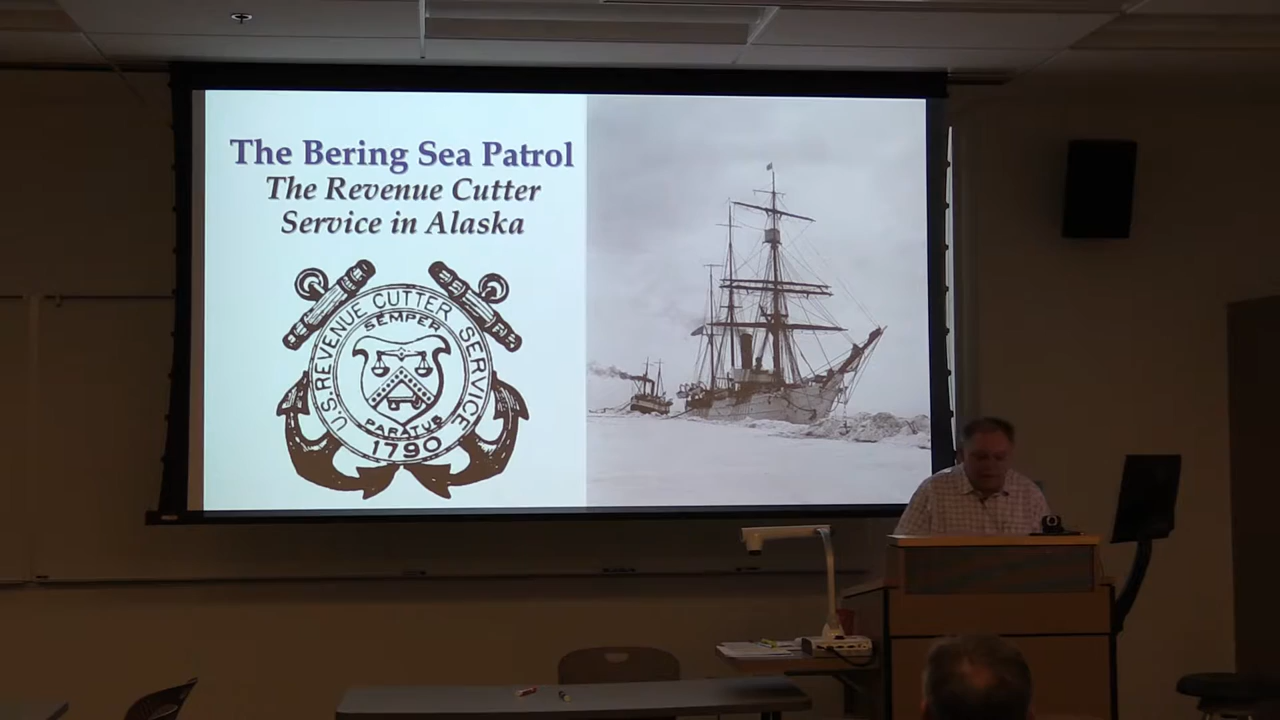 The Bering Sea Patrol
The Revenue Cutter
Service in Alaska
U.S. REVENUE CUTTER SERVICE
SEMPER
PARATUS
1790